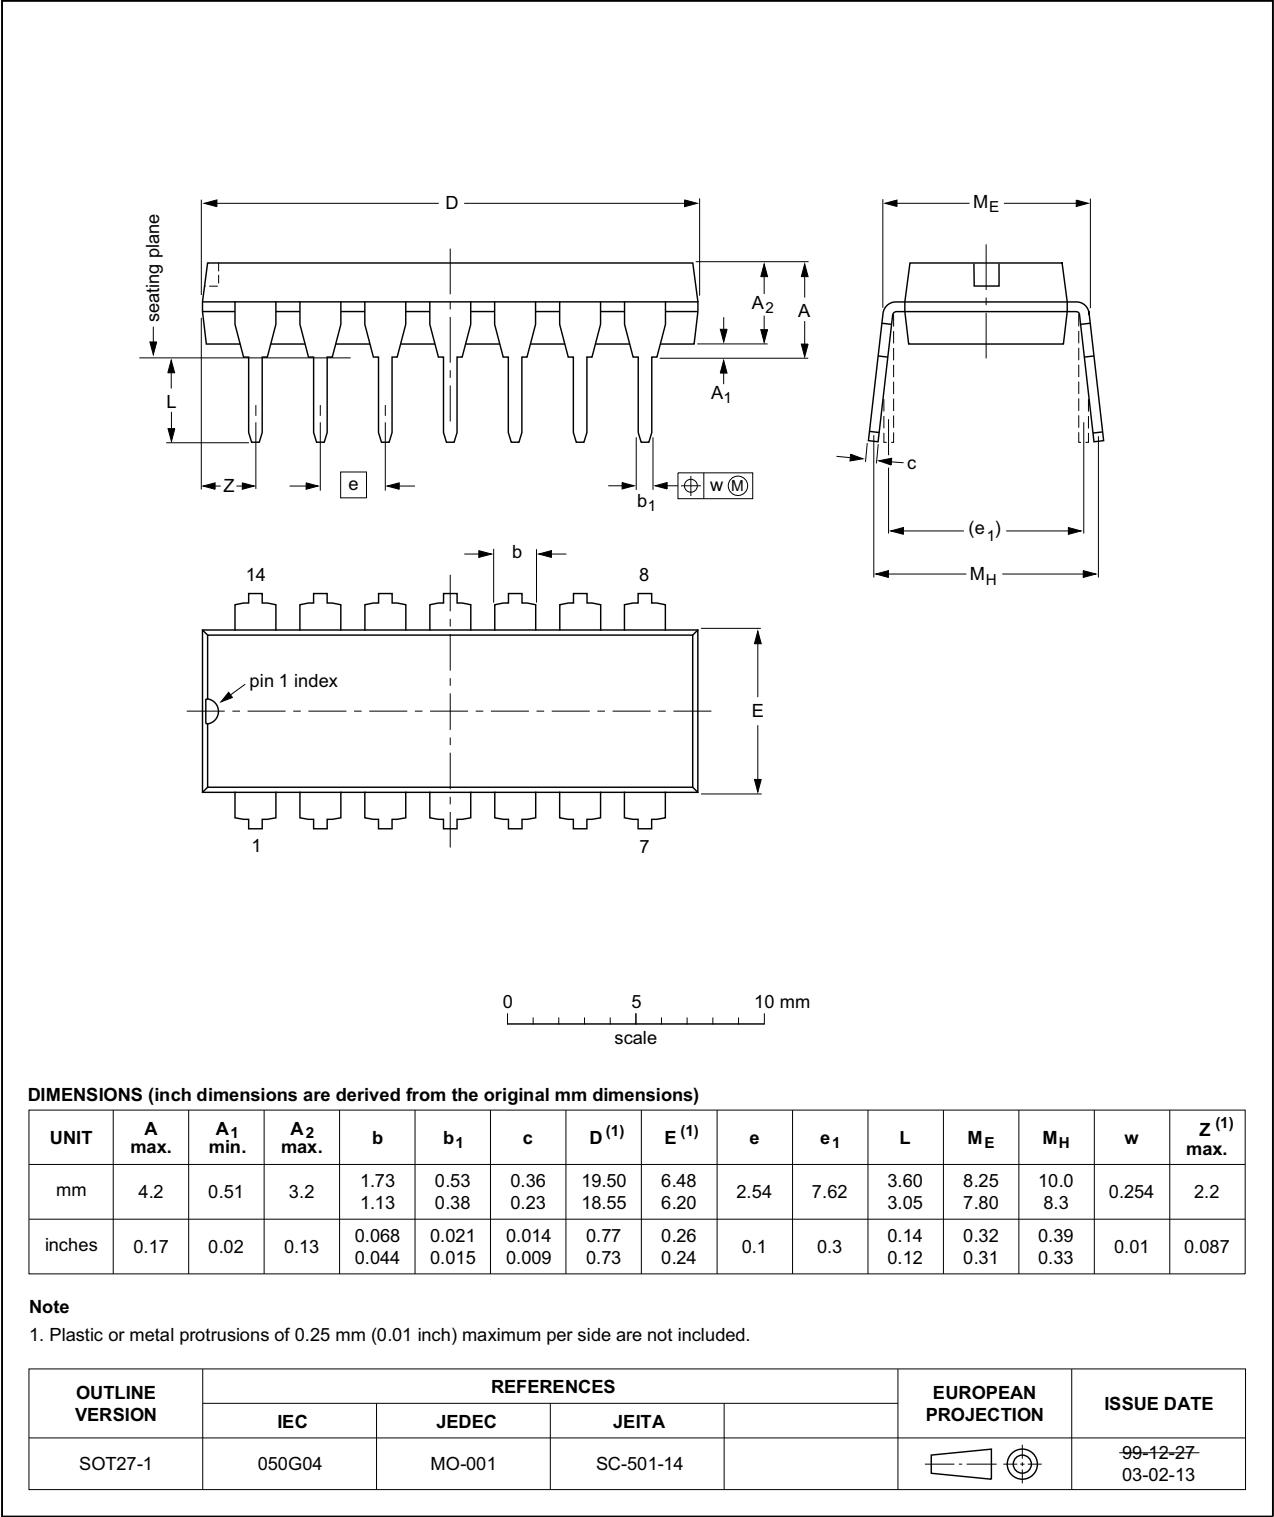 D
ME
seating plane
A2
A
A1
L
Z
e
b1
w M
c
(e1)
MH
b
14
8
pin 1 index
E
1
7
0
5
10 mm
scale
DIMENSIONS (inch dimensions are derived from the original mm dimensions)
UNIT A max. A1 min. A2 max. b b1 c D(1) E(1) e e1 L ME MH w Z(1) max.
mm 4.2 0.51 3.2 1.73 1.13 0.53 0.38 0.36 0.23 19.50 18.55 6.48 6.20 2.54 7.62 3.60 3.05 8.25 7.80 10.0 8.3 0.254 2.2
inches 0.17 0.02 0.13 0.068 0.044 0.021 0.015 0.014 0.009 0.77 0.73 0.26 0.24 0.1 0.3 0.14 0.12 0.32 0.31 0.39 0.33 0.01 0.087
Note
1. Plastic or metal protrusions of 0.25 mm (0.01 inch) maximum per side are not included.
OUTLINE VERSION REFERENCES EUROPEAN PROJECTION ISSUE DATE
IEC JEDEC JEITA
SOT27-1 050G04 MO-001 SC-501-14 99-12-27
03-02-13